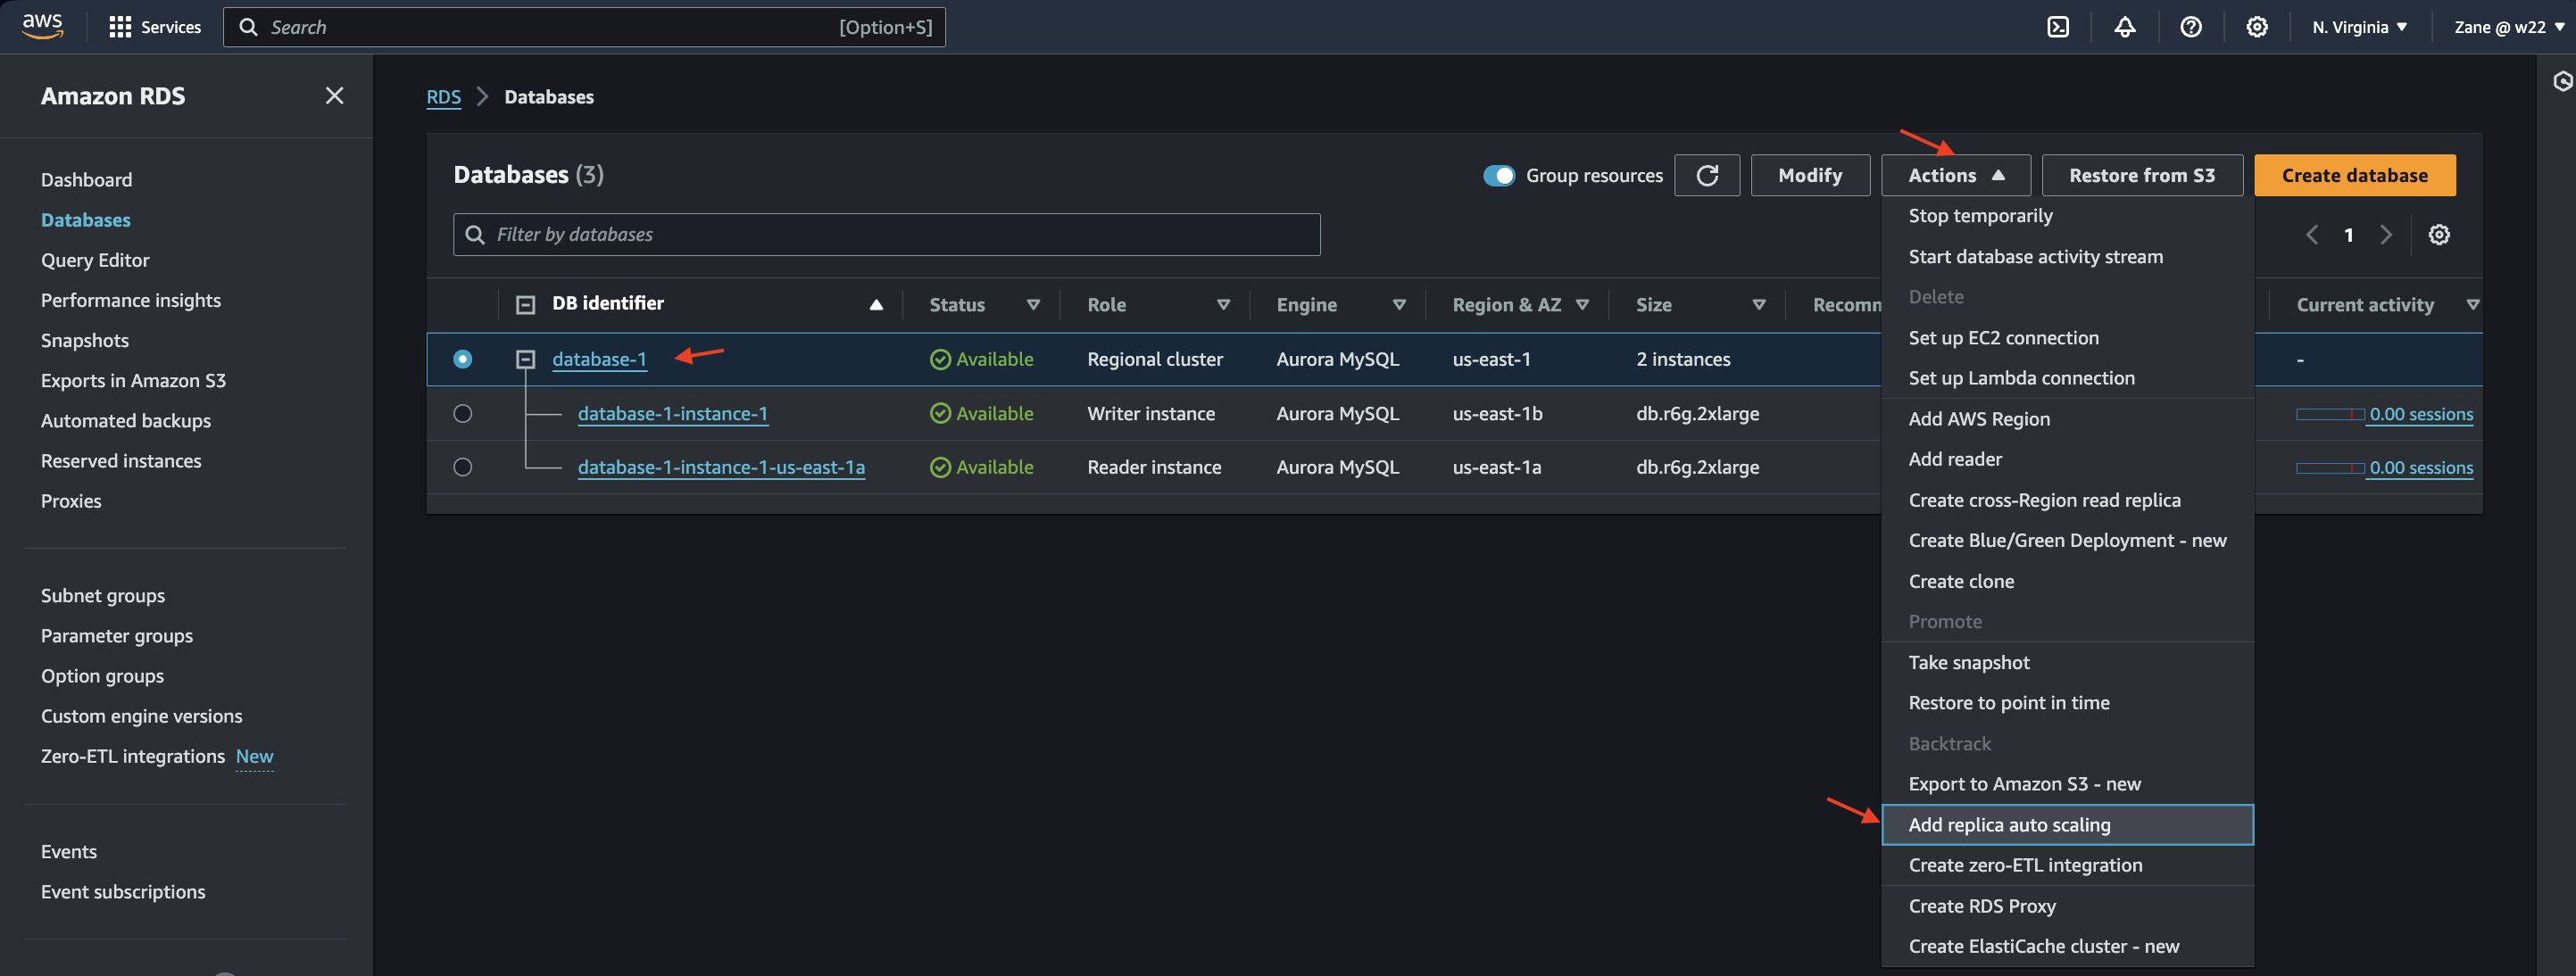 aws Services Search [Option+S] N. Virginia Zane @ w22
Amazon RDS
Dashboard
Databases
Query Editor
Performance insights
Snapshots
Exports in Amazon S3
Automated backups
Reserved instances
Proxies
Subnet groups
Parameter groups
Option groups
Custom engine versions
Zero-ETL integrations New
Events
Event subscriptions
RDS Databases
Databases (3) Group resources Modify Actions Restore from S3 Create database
Filter by databases 1
DB identifier Status Role Engine Region & AZ Size Recomm Current activity
database-1 Available Regional cluster Aurora MySQL us-east-1 2 instances -
database-1-instance-1 Available Writer instance Aurora MySQL us-east-1b db.r6g.2xlarge 0.00 sessions
database-1-instance-1-us-east-1a Available Reader instance Aurora MySQL us-east-1a db.r6g.2xlarge 0.00 sessions
Stop temporarily
Start database activity stream
Delete
Set up EC2 connection
Set up Lambda connection
Add AWS Region
Add reader
Create cross-Region read replica
Create Blue/Green Deployment - new
Create clone
Promote
Take snapshot
Restore to point in time
Backtrack
Export to Amazon S3 - new
Add replica auto scaling
Create zero-ETL integration
Create RDS Proxy
Create ElastiCache cluster - new